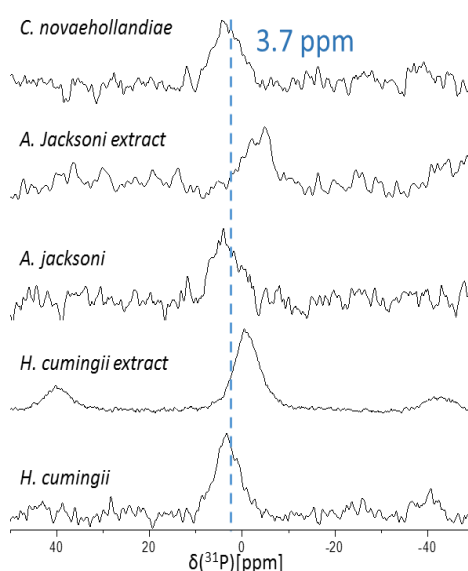 C. novaehollandiae
3.7 ppm
A. Jacksoni extract
A. jacksoni
H. cumingii extract
H. cumingii
40 20 0 -20 -40
δ(³¹P)[ppm]